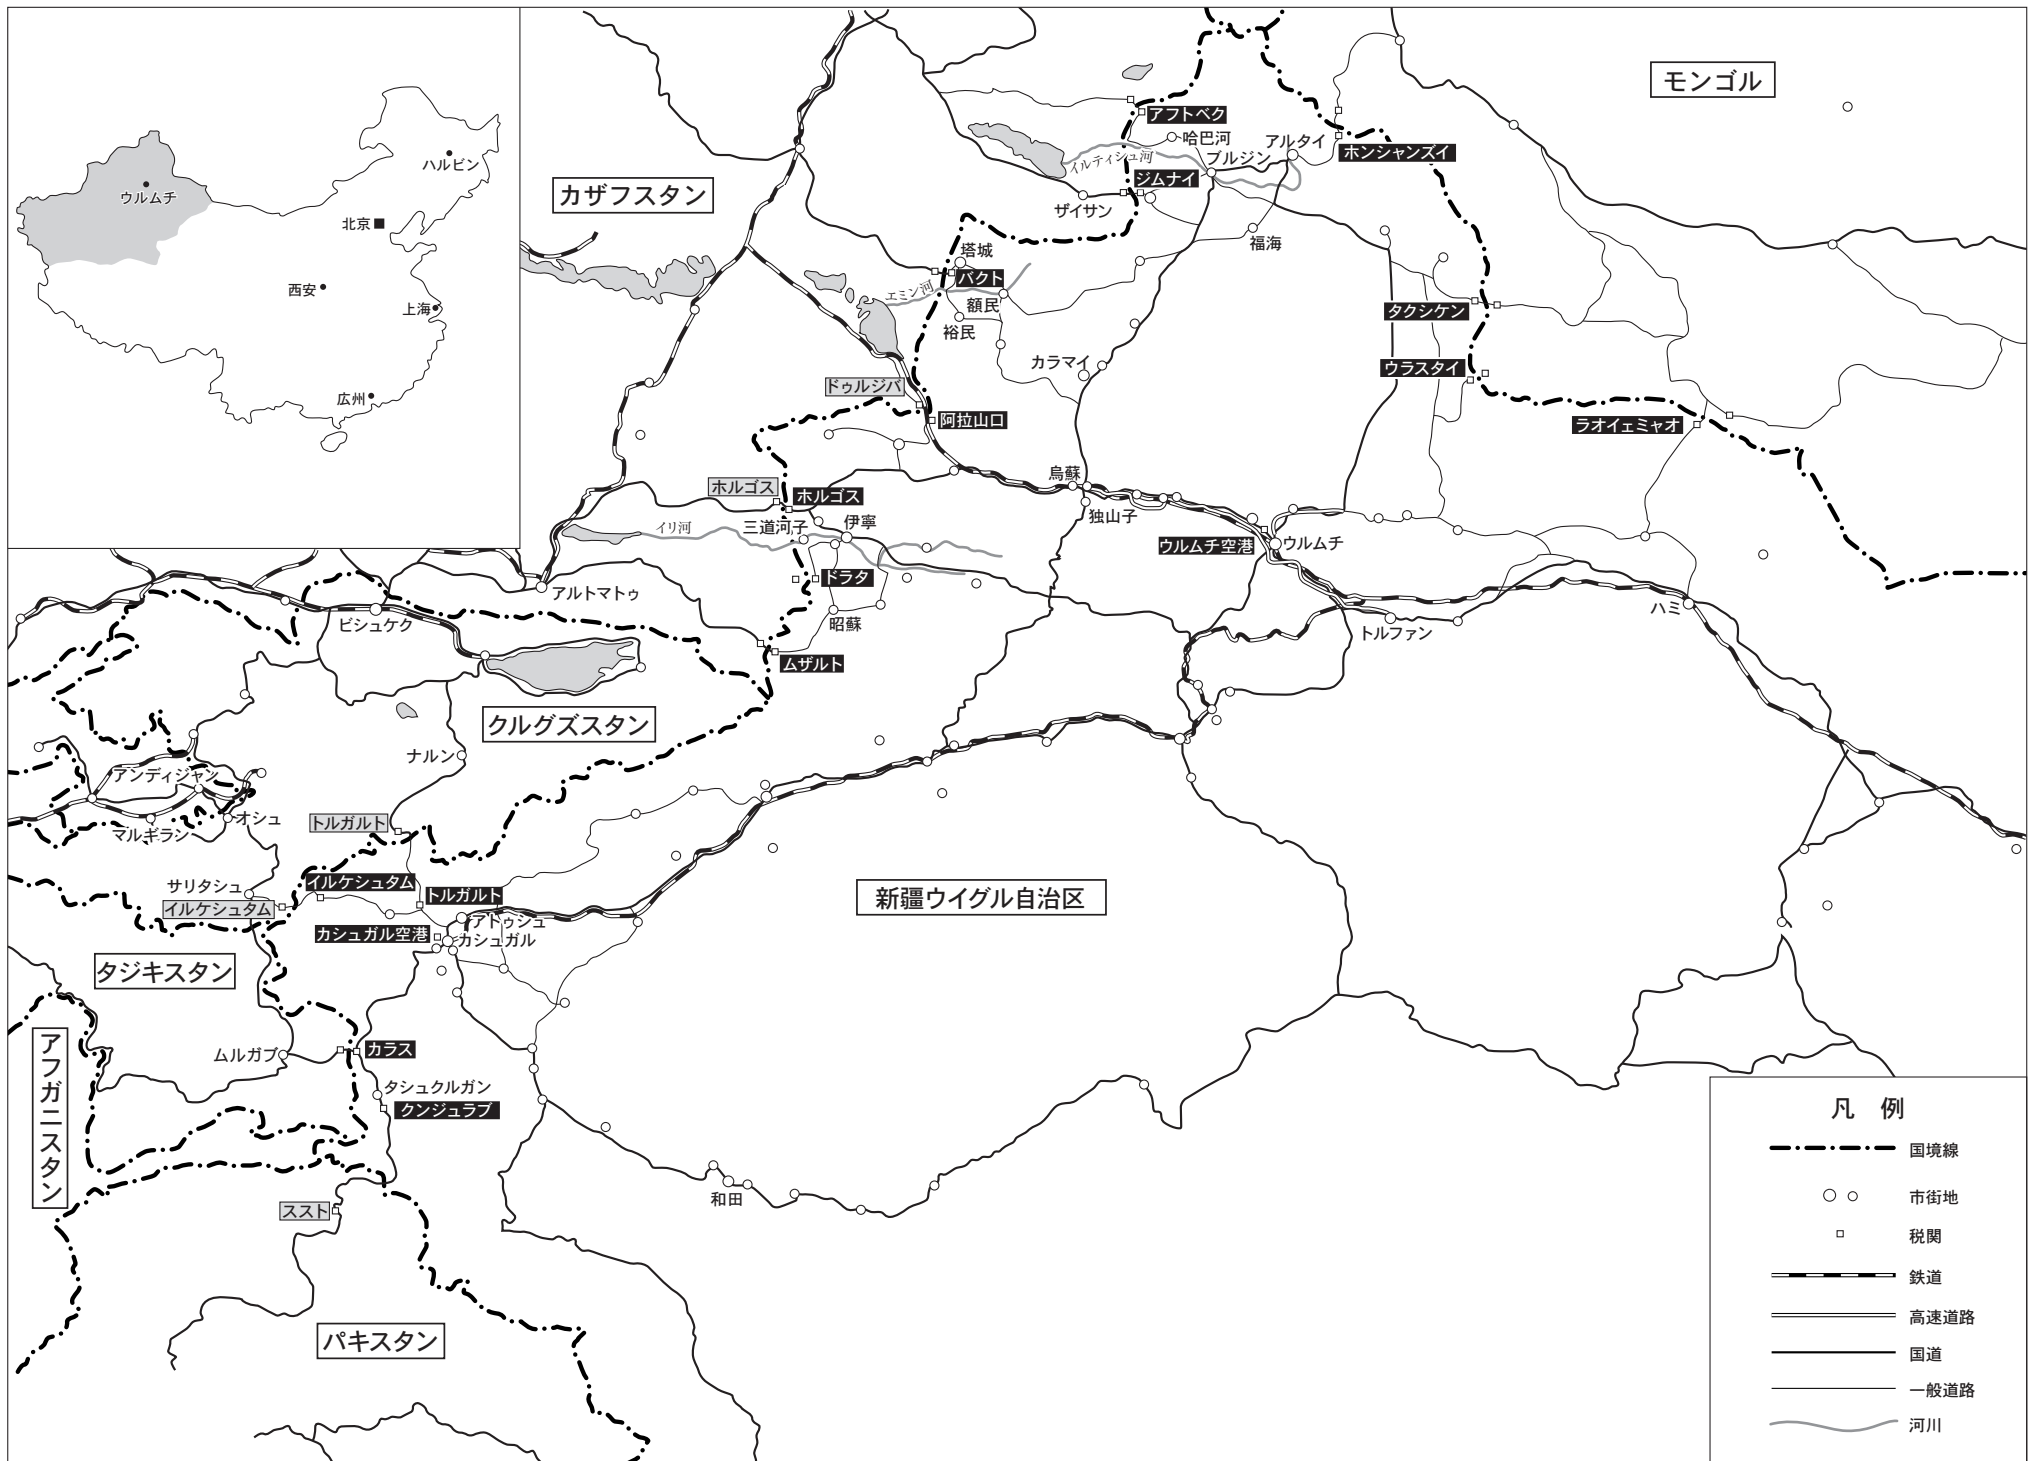 ウルムチ
ハルビン
北京
西安
上海
広州
モンゴル
カザフスタン
アフトベク
哈巴河
アルタイ
ホンシャンズイ
イルティシュ河
ブルジン
ジムナイ
ザイサン
福海
塔城
バクト
エミン河
額民
裕民
タクシケン
カラマイ
ウラスタイ
ドゥルジバ
阿拉山口
ラオイェミャオ
烏蘇
ホルゴス
ホルゴス
独山子
イリ河
三道河子
伊寧
ウルムチ空港
ウルムチ
ドラタ
アルトマトゥ
ビシュケク
昭蘇
ハミ
トルファン
ムザルト
クルグズスタン
ナルン
アンディジャン
オシュ
マルギラン
トルガルト
サリタシュ
イルケシュタム
イルケシュタム
トルガルト
新疆ウイグル自治区
アトゥシュ
カシュガル空港
カシュガル
タジキスタン
アフガニスタン
ムルガブ
カラス
タシュクルガン
クンジュラブ
ススト
和田
パキスタン
凡 例
国境線
市街地
税関
鉄道
高速道路
国道
一般道路
河川